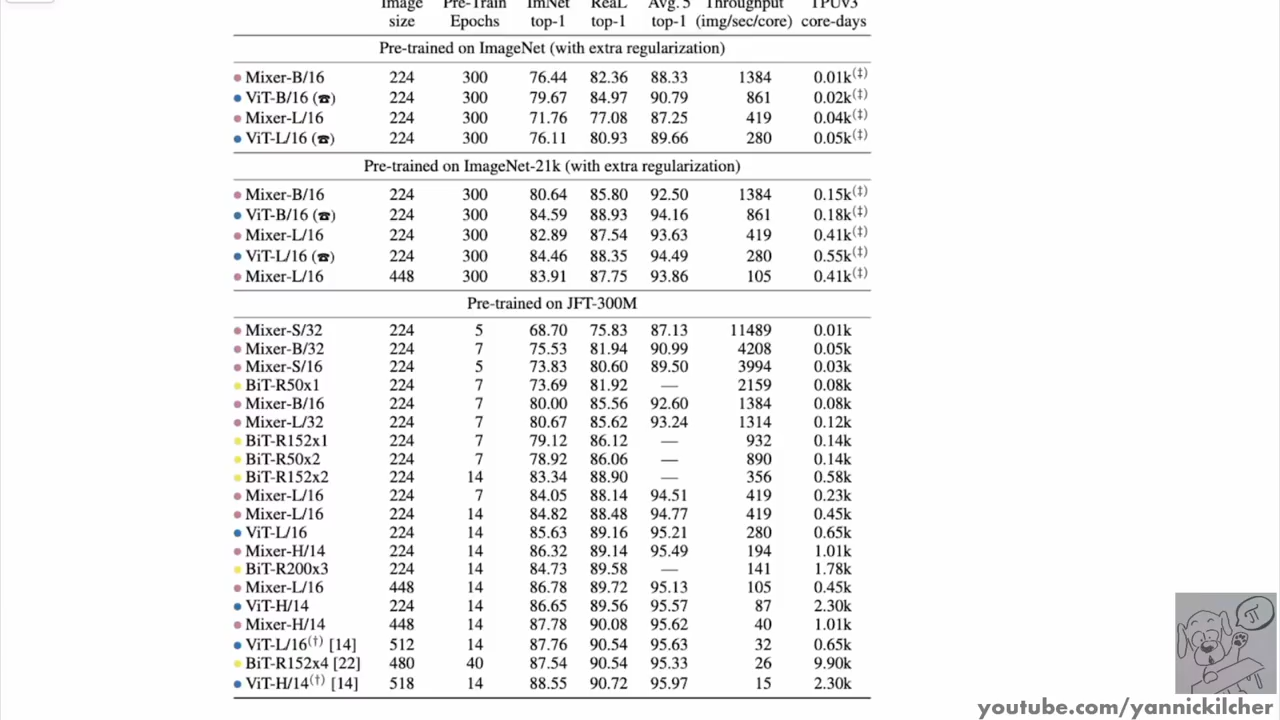 Image Pre-Train ImNet ReaL Avg. 5 Throughput TPUv3
size Epochs top-1 top-1 top-1 (img/sec/core) core-days
Pre-trained on ImageNet (with extra regularization)
Mixer-B/16 224 300 76.44 82.36 88.33 1384 0.01k(‡)
ViT-B/16 (☎) 224 300 79.67 84.97 90.79 861 0.02k(‡)
Mixer-L/16 224 300 71.76 77.08 87.25 419 0.04k(‡)
ViT-L/16 (☎) 224 300 76.11 80.93 89.66 280 0.05k(‡)
Pre-trained on ImageNet-21k (with extra regularization)
Mixer-B/16 224 300 80.64 85.80 92.50 1384 0.15k(‡)
ViT-B/16 (☎) 224 300 84.59 88.93 94.16 861 0.18k(‡)
Mixer-L/16 224 300 82.89 87.54 93.63 419 0.41k(‡)
ViT-L/16 (☎) 224 300 84.46 88.35 94.49 280 0.55k(‡)
Mixer-L/16 448 300 83.91 87.75 93.86 105 0.41k(‡)
Pre-trained on JFT-300M
Mixer-S/32 224 5 68.70 75.83 87.13 11489 0.01k
Mixer-B/32 224 7 75.53 81.94 90.99 4208 0.05k
Mixer-S/16 224 5 73.83 80.60 89.50 3994 0.03k
BiT-R50x1 224 7 73.69 81.92 — 2159 0.08k
Mixer-B/16 224 7 80.00 85.56 92.60 1384 0.08k
Mixer-L/32 224 7 80.67 85.62 93.24 1314 0.12k
BiT-R152x1 224 7 79.12 86.12 — 932 0.14k
BiT-R50x2 224 7 78.92 86.06 — 890 0.14k
BiT-R152x2 224 14 83.34 88.90 — 356 0.58k
Mixer-L/16 224 7 84.05 88.14 94.51 419 0.23k
Mixer-L/16 224 14 84.82 88.48 94.77 419 0.45k
ViT-L/16 224 14 85.63 89.16 95.21 280 0.65k
Mixer-H/14 224 14 86.32 89.14 95.49 194 1.01k
BiT-R200x3 224 14 84.73 89.58 — 141 1.78k
Mixer-L/16 448 14 86.78 89.72 95.13 105 0.45k
ViT-H/14 224 14 86.65 89.56 95.57 87 2.30k
Mixer-H/14 448 14 87.78 90.08 95.62 40 1.01k
ViT-L/16(†) [14] 512 14 87.76 90.54 95.63 32 0.65k
BiT-R152x4 [22] 480 40 87.54 90.54 95.33 26 9.90k
ViT-H/14(†) [14] 518 14 88.55 90.72 95.97 15 2.30k
π
youtube.com/yannickilcher